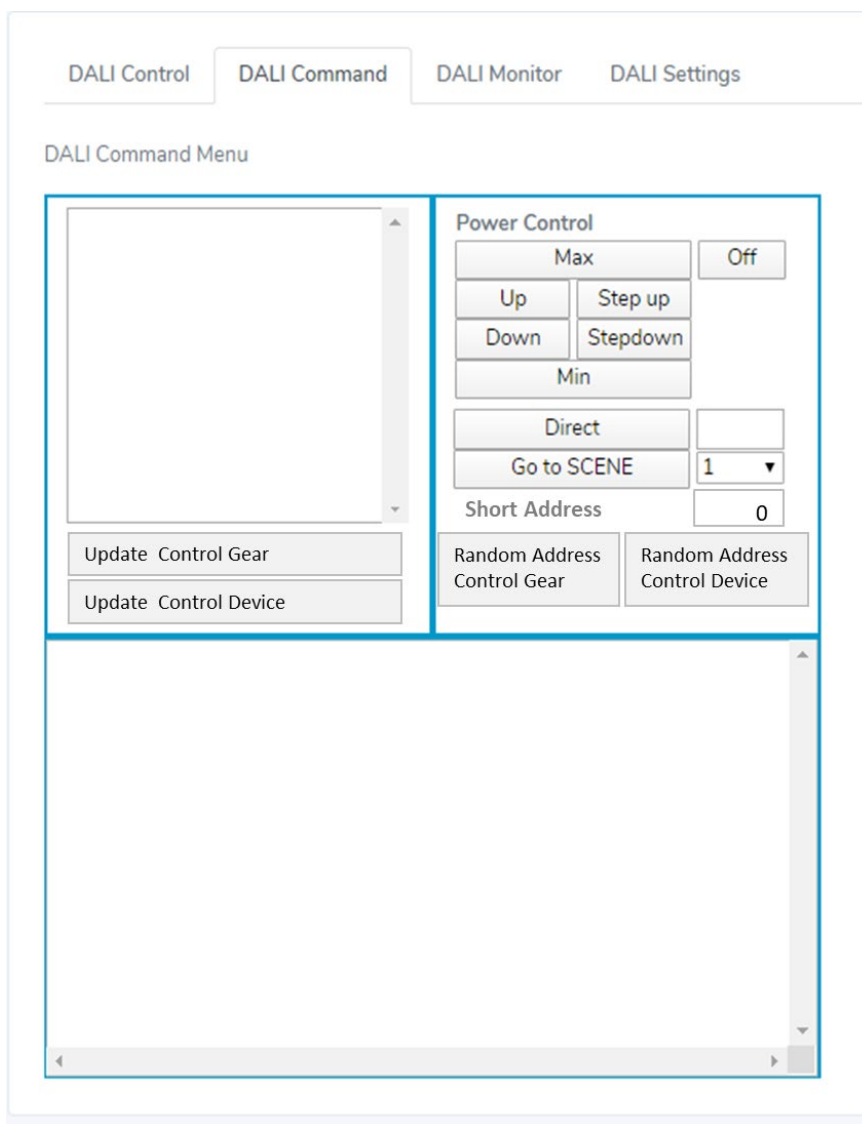 DALI Control DALI Command DALI Monitor DALI Settings
DALI Command Menu
Update Control Gear
Update Control Device
Power Control
Max Off
Up Step up
Down Stepdown
Min
Direct
Go to SCENE 1
Short Address 0
Random Address
Control Gear
Random Address
Control Device